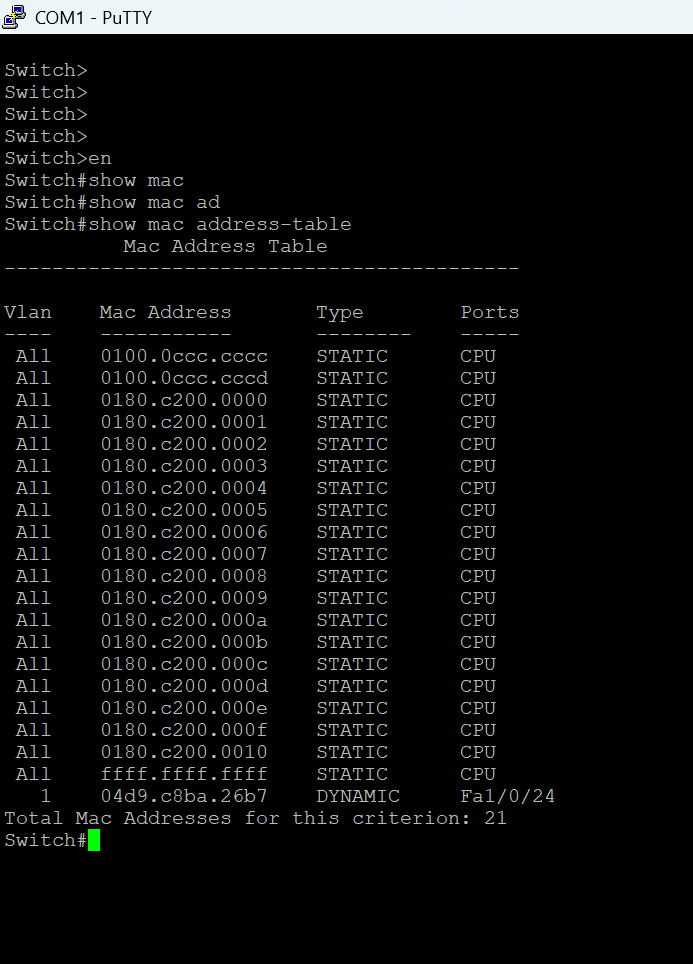 COM1 - PuTTY
Switch>
Switch>
Switch>
Switch>
Switch>en
Switch#show mac
Switch#show mac ad
Switch#show mac address-table
          Mac Address Table
-------------------------------------------

Vlan    Mac Address       Type        Ports
----    -----------       --------    -----
 All    0100.0ccc.cccc    STATIC      CPU
 All    0100.0ccc.cccd    STATIC      CPU
 All    0180.c200.0000    STATIC      CPU
 All    0180.c200.0001    STATIC      CPU
 All    0180.c200.0002    STATIC      CPU
 All    0180.c200.0003    STATIC      CPU
 All    0180.c200.0004    STATIC      CPU
 All    0180.c200.0005    STATIC      CPU
 All    0180.c200.0006    STATIC      CPU
 All    0180.c200.0007    STATIC      CPU
 All    0180.c200.0008    STATIC      CPU
 All    0180.c200.0009    STATIC      CPU
 All    0180.c200.000a    STATIC      CPU
 All    0180.c200.000b    STATIC      CPU
 All    0180.c200.000c    STATIC      CPU
 All    0180.c200.000d    STATIC      CPU
 All    0180.c200.000e    STATIC      CPU
 All    0180.c200.000f    STATIC      CPU
 All    0180.c200.0010    STATIC      CPU
 All    ffff.ffff.ffff    STATIC      CPU
   1    04d9.c8ba.26b7    DYNAMIC     Fa1/0/24
Total Mac Addresses for this criterion: 21
Switch#